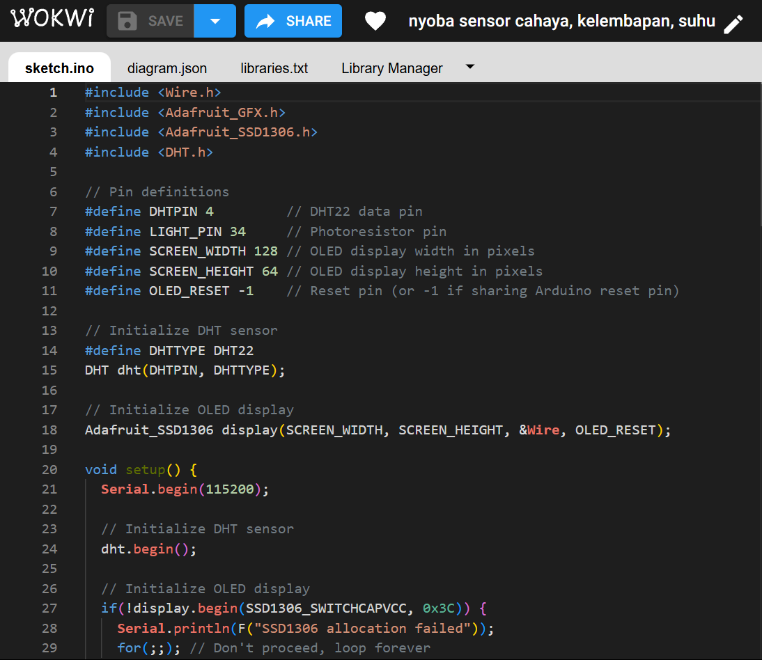 WOKWI SAVE SHARE nyoba sensor cahaya, kelembapan, suhu
sketch.ino diagram.json libraries.txt Library Manager
1 #include <Wire.h>
2 #include <Adafruit_GFX.h>
3 #include <Adafruit_SSD1306.h>
4 #include <DHT.h>
5
6 // Pin definitions
7 #define DHTPIN 4 // DHT22 data pin
8 #define LIGHT_PIN 34 // Photoresistor pin
9 #define SCREEN_WIDTH 128 // OLED display width in pixels
10 #define SCREEN_HEIGHT 64 // OLED display height in pixels
11 #define OLED_RESET -1 // Reset pin (or -1 if sharing Arduino reset pin)
12
13 // Initialize DHT sensor
14 #define DHTTYPE DHT22
15 DHT dht(DHTPIN, DHTTYPE);
16
17 // Initialize OLED display
18 Adafruit_SSD1306 display(SCREEN_WIDTH, SCREEN_HEIGHT, &Wire, OLED_RESET);
19
20 void setup() {
21 Serial.begin(115200);
22
23 // Initialize DHT sensor
24 dht.begin();
25
26 // Initialize OLED display
27 if(!display.begin(SSD1306_SWITCHCAPVCC, 0x3C)) {
28 Serial.println(F("SSD1306 allocation failed"));
29 for(;;); // Don't proceed, loop forever